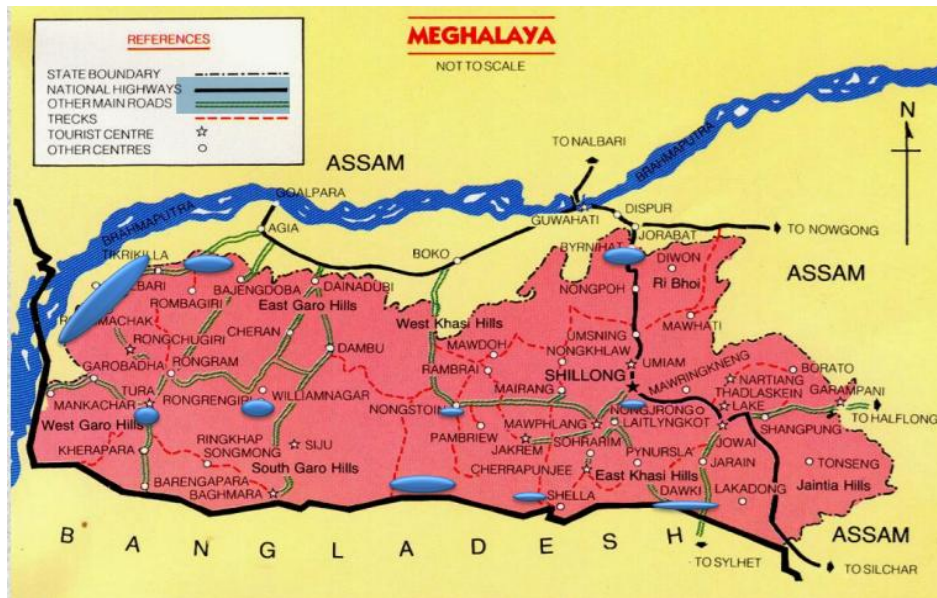 REFERENCES
STATE BOUNDARY
NATIONAL HIGHWAYS
OTHER MAIN ROADS
TRECKS
TOURIST CENTRE
OTHER CENTRES
MEGHALAYA
NOT TO SCALE
N
TO NALBARI
BRAHMAPUTRA
ASSAM
GOALPARA
BRAHMAPUTRA
GUWAHATI
DISPUR
AGIA
JORABAT
TO NOWGONG
BOKO
BYRNIHAT
TIKRIKILLA
DIWON
ASSAM
BAJENGDOBA
DAINADUBI
NONGPOH
Ri Bhoi
ROMBAGIRI
East Garo Hills
West Khasi Hills
MAWHATI
CHERAN
UMSNING
RONGCHUGIRI
DAMBU
MAWDOH
NONGKHLAW
GAROBADHA
RONGRAM
RAMBRAI
UMIAM
BORATO
SHILLONG
MAWRINGKNENG
NARTIANG
GARAMPANI
TURA
RONGRENGIRI
WILLIAMNAGAR
MAIRANG
THADLASKEIN
LAKE
MANKACHAR
NONGSTOIN
NONGJRONG
TO HALFLONG
West Garo Hills
MAWPHLANG
LAITLYNGKOT
SHANGPUNG
RINGKHAP
SONGMONG
SIJU
PAMBRIEW
SOHRARIM
JOWAI
KHERAPARA
JAKREM
PYNURSLA
JARAIN
TONSENG
South Garo Hills
CHERRAPUNJEE
East Khasi Hills
Jaintia Hills
BARENGAPARA
BAGHMARA
SHELLA
DAWKI
LAKADONG
BANGLADESH
ASSAM
TO SYLHET
TO SILCHAR